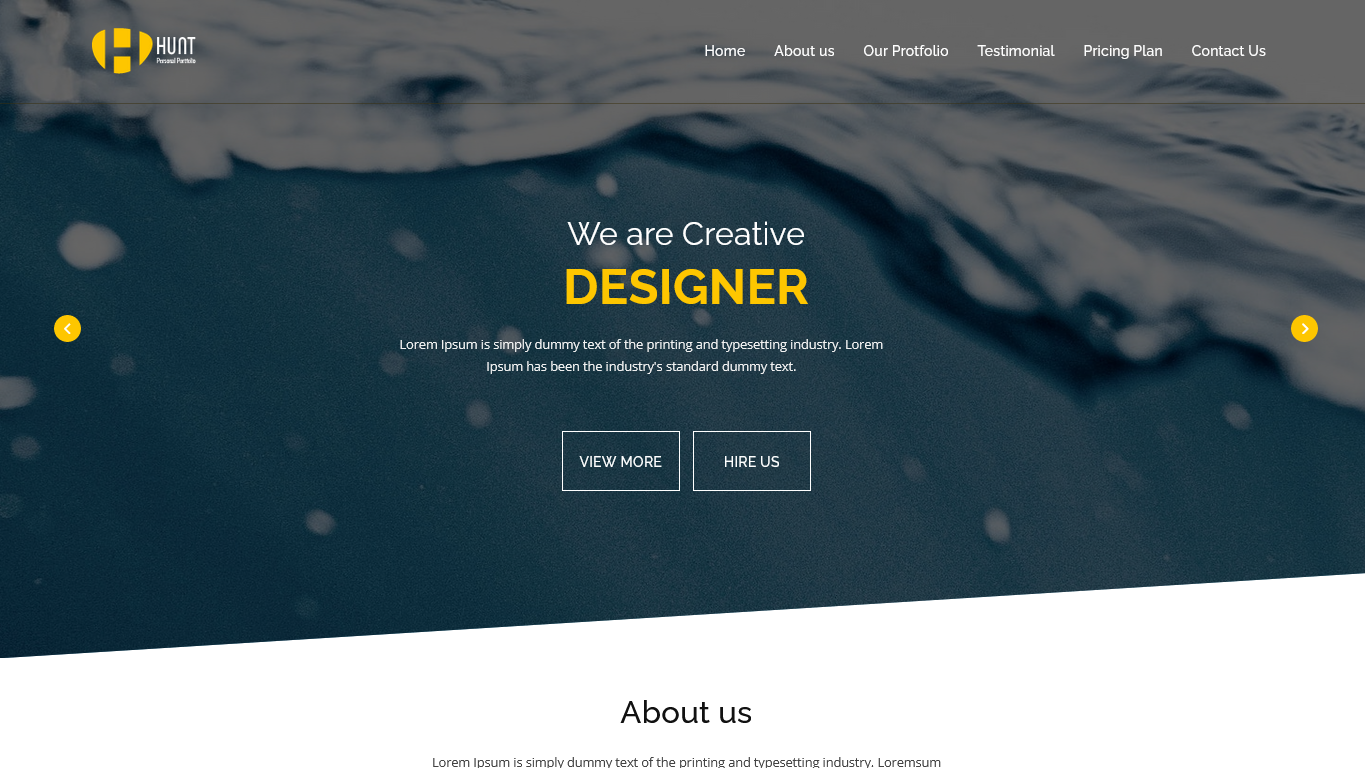 HUNT
Personal Portfolio
Home About us Our Protfolio Testimonial Pricing Plan Contact Us
We are Creative
DESIGNER
Lorem Ipsum is simply dummy text of the printing and typesetting industry. Lorem
Ipsum has been the industry's standard dummy text.
VIEW MORE HIRE US
About us
Lorem Ipsum is simply dummy text of the printing and typesetting industry. Loremsum